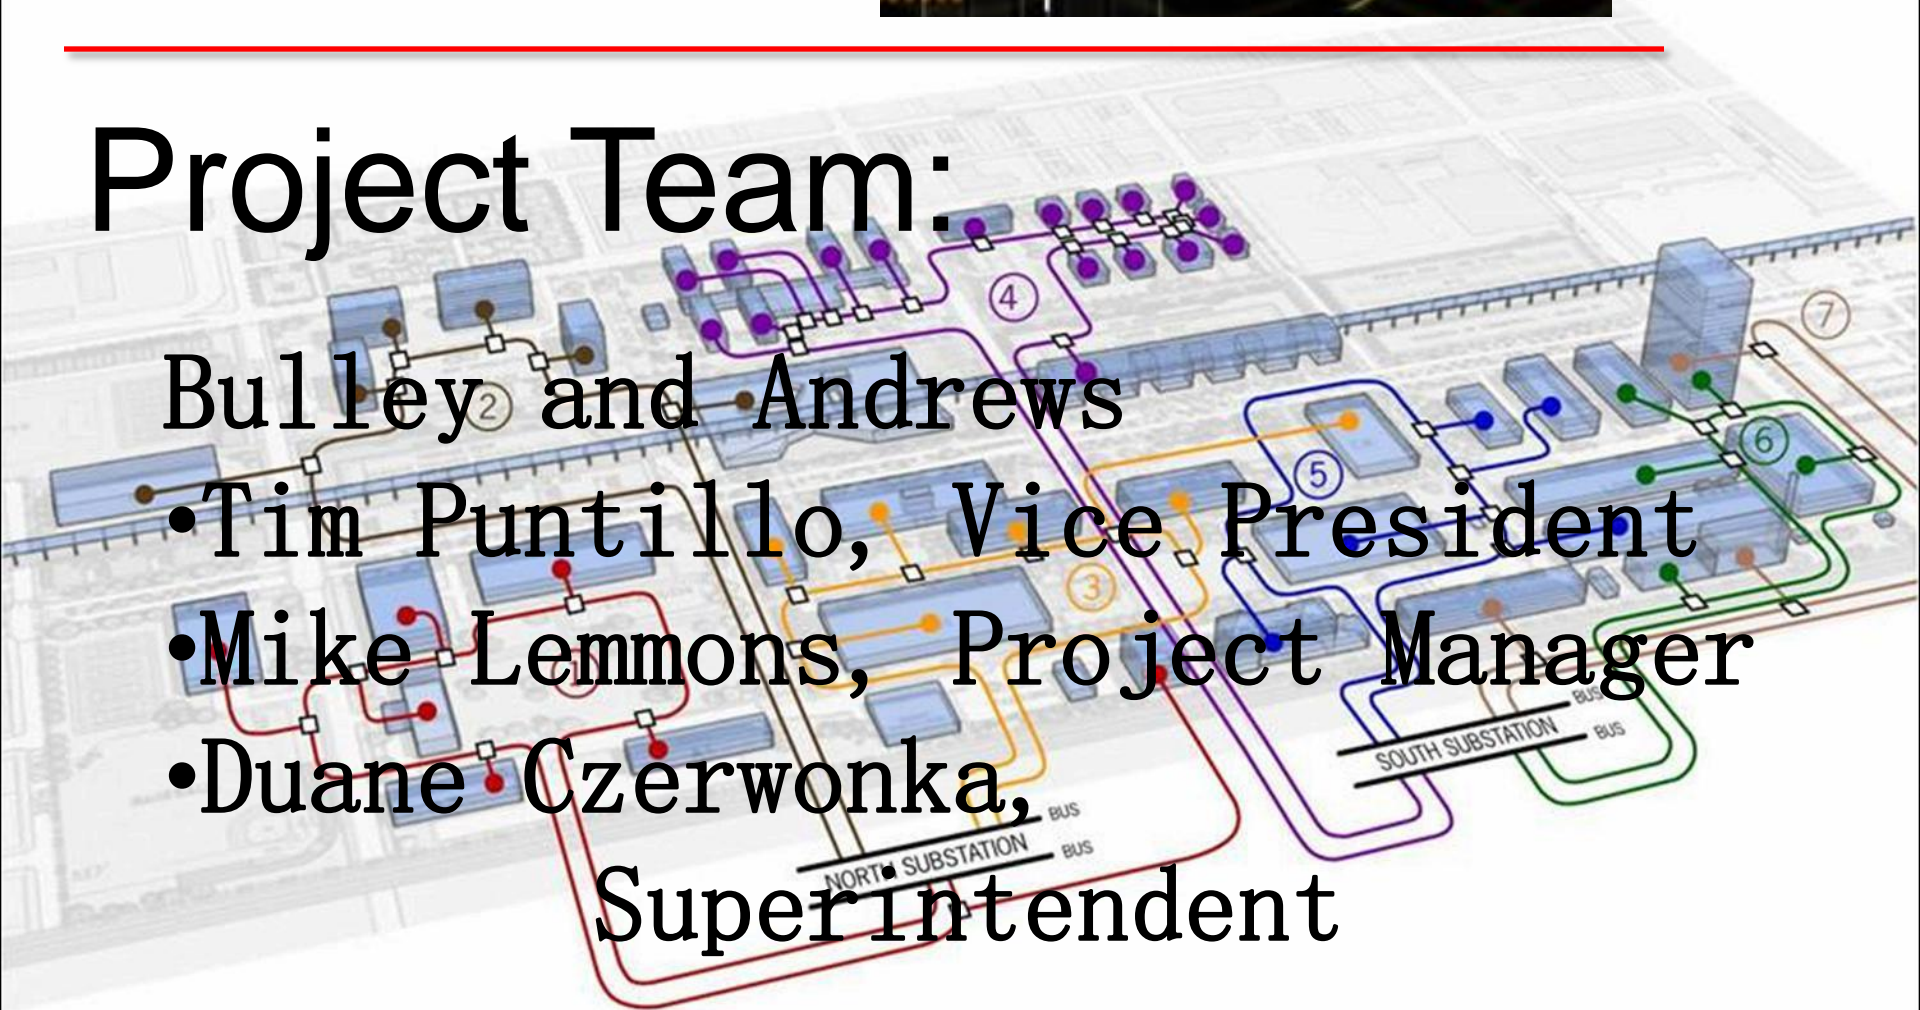 Project Team:
Bulley and Andrews
•Tim Puntillo, Vice President
•Mike Lemmons, Project Manager
•Duane Czerwonka,
Superintendent
4
7
2
6
5
3
1
BUS
SOUTH SUBSTATION
BUS
BUS
NORTH SUBSTATION
BUS